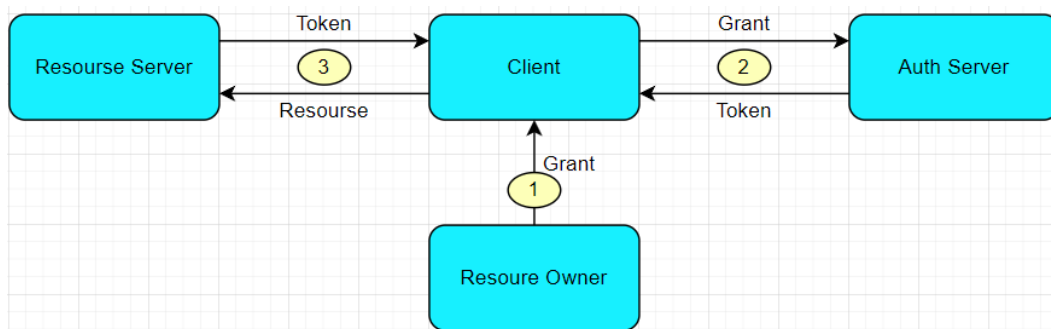 Token
Grant
Resourse Server
3
Client
2
Auth Server
Resourse
Token
Grant
1
Resoure Owner